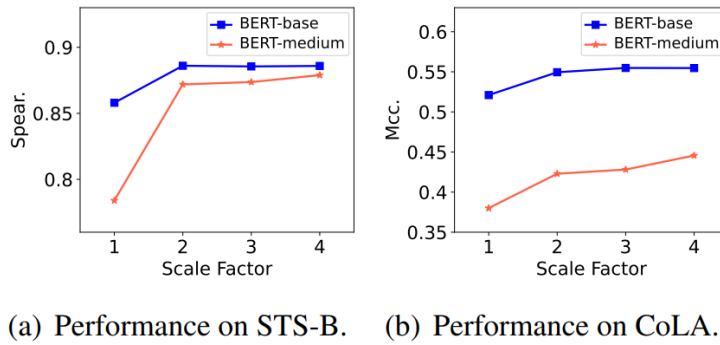 BERT-base
BERT-medium
0.9
0.85
0.8
Spear.
1 2 3 4
Scale Factor
(a) Performance on STS-B.
BERT-base
BERT-medium
0.6
0.55
0.5
0.45
0.4
0.35
Mcc.
1 2 3 4
Scale Factor
(b) Performance on CoLA.